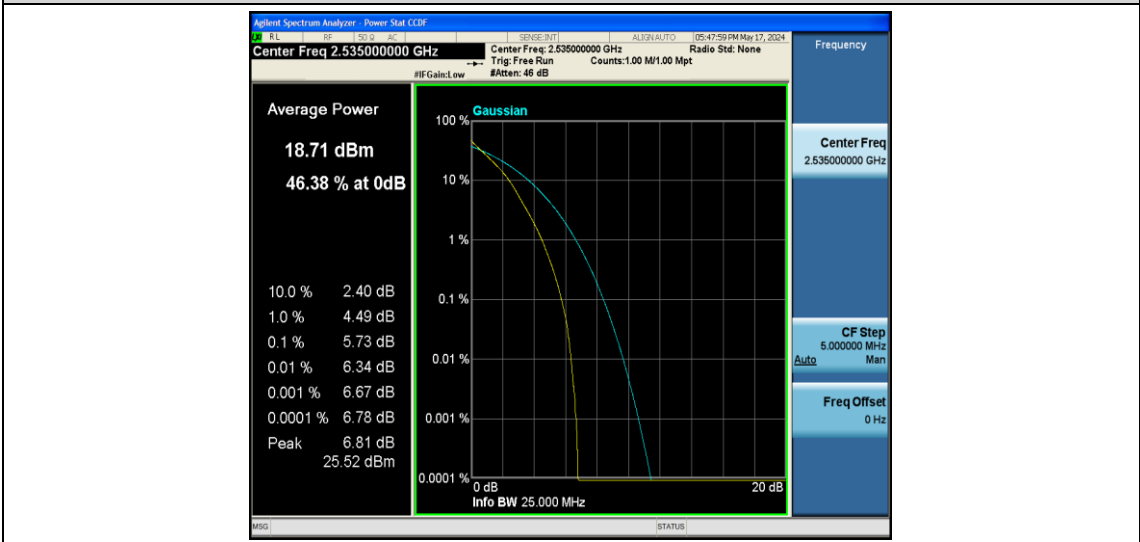 Agilent Spectrum Analyzer - Power Stat CCDF
LXI RL RF 50 Ω AC SENSE:INT ALIGNAUTO 05:47:59 PM May 17, 2024
Center Freq 2.535000000 GHz
Center Freq: 2.535000000 GHz Radio Std: None
Trig: Free Run Counts:1.00 M/1.00 Mpt
#IFGain:Low #Atten: 46 dB
Frequency
Average Power
18.71 dBm
46.38 % at 0dB
10.0 % 2.40 dB
1.0 % 4.49 dB
0.1 % 5.73 dB
0.01 % 6.34 dB
0.001 % 6.67 dB
0.0001 % 6.78 dB
Peak 6.81 dB
25.52 dBm
Gaussian
100 %
10 %
1 %
0.1 %
0.01 %
0.001 %
0.0001 %
0 dB 20 dB
Info BW 25.000 MHz
Center Freq
2.535000000 GHz
CF Step
5.000000 MHz
Auto Man
Freq Offset
0 Hz
MSG STATUS